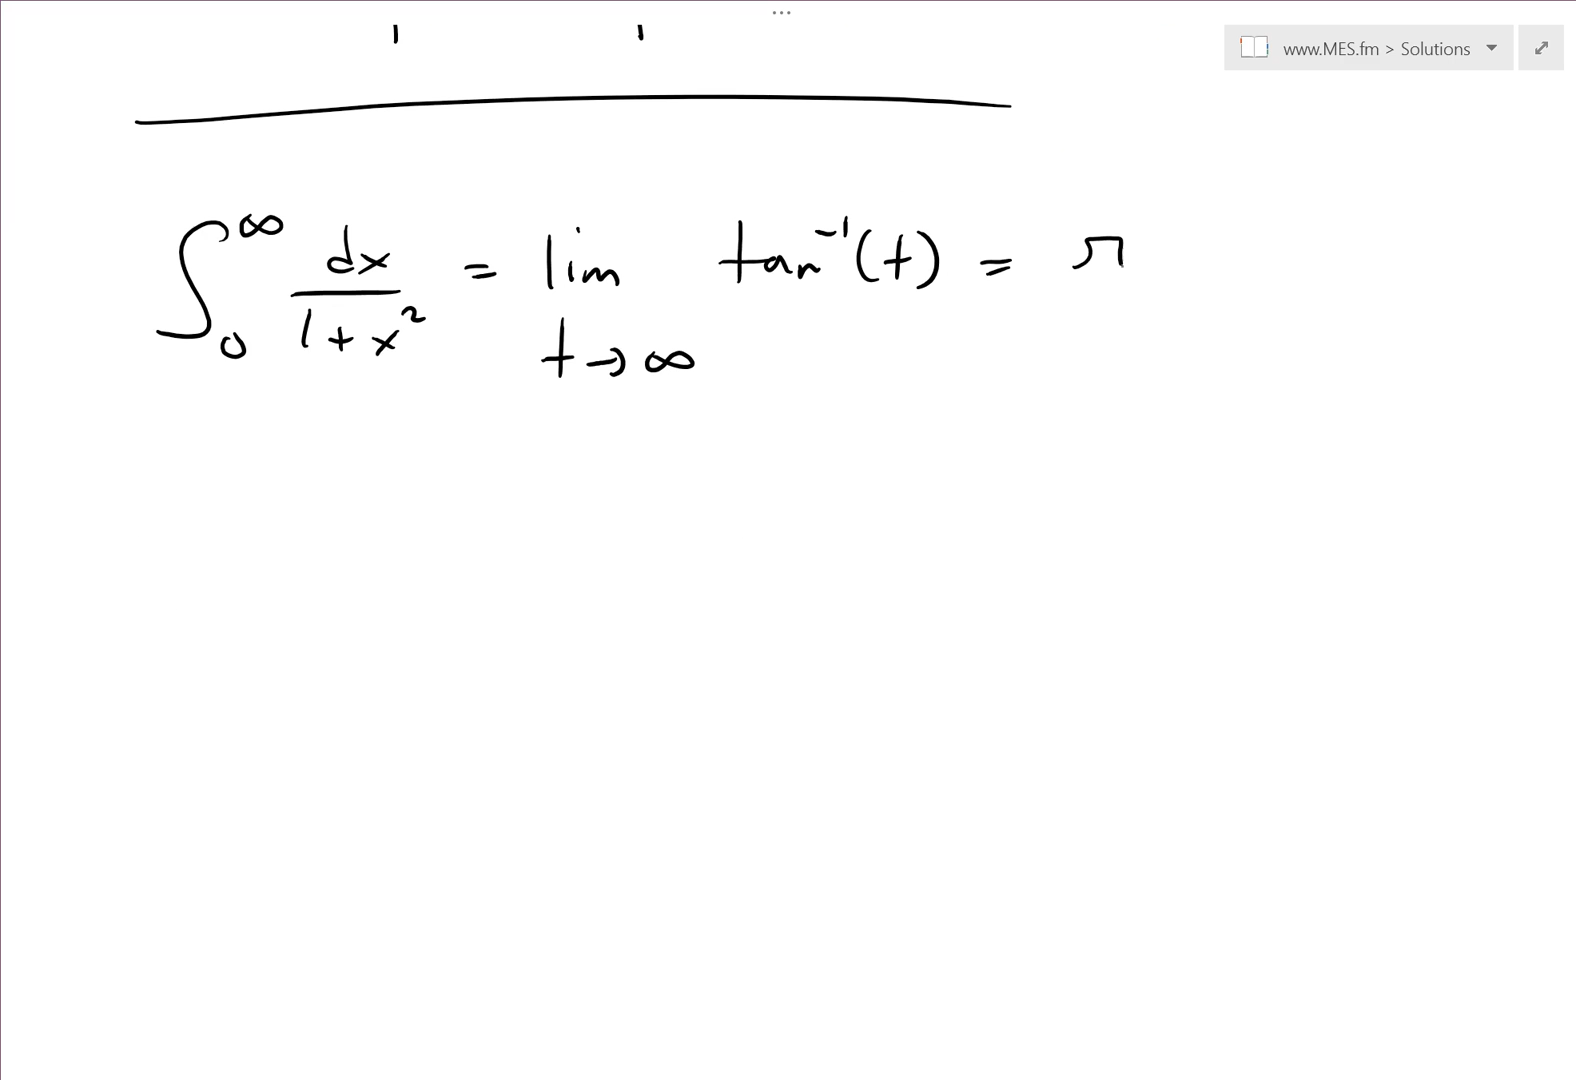 www.MES.fm > Solutions
∫₀^∞ dx/(1+x²) = lim t→∞ tan⁻¹(t) = π